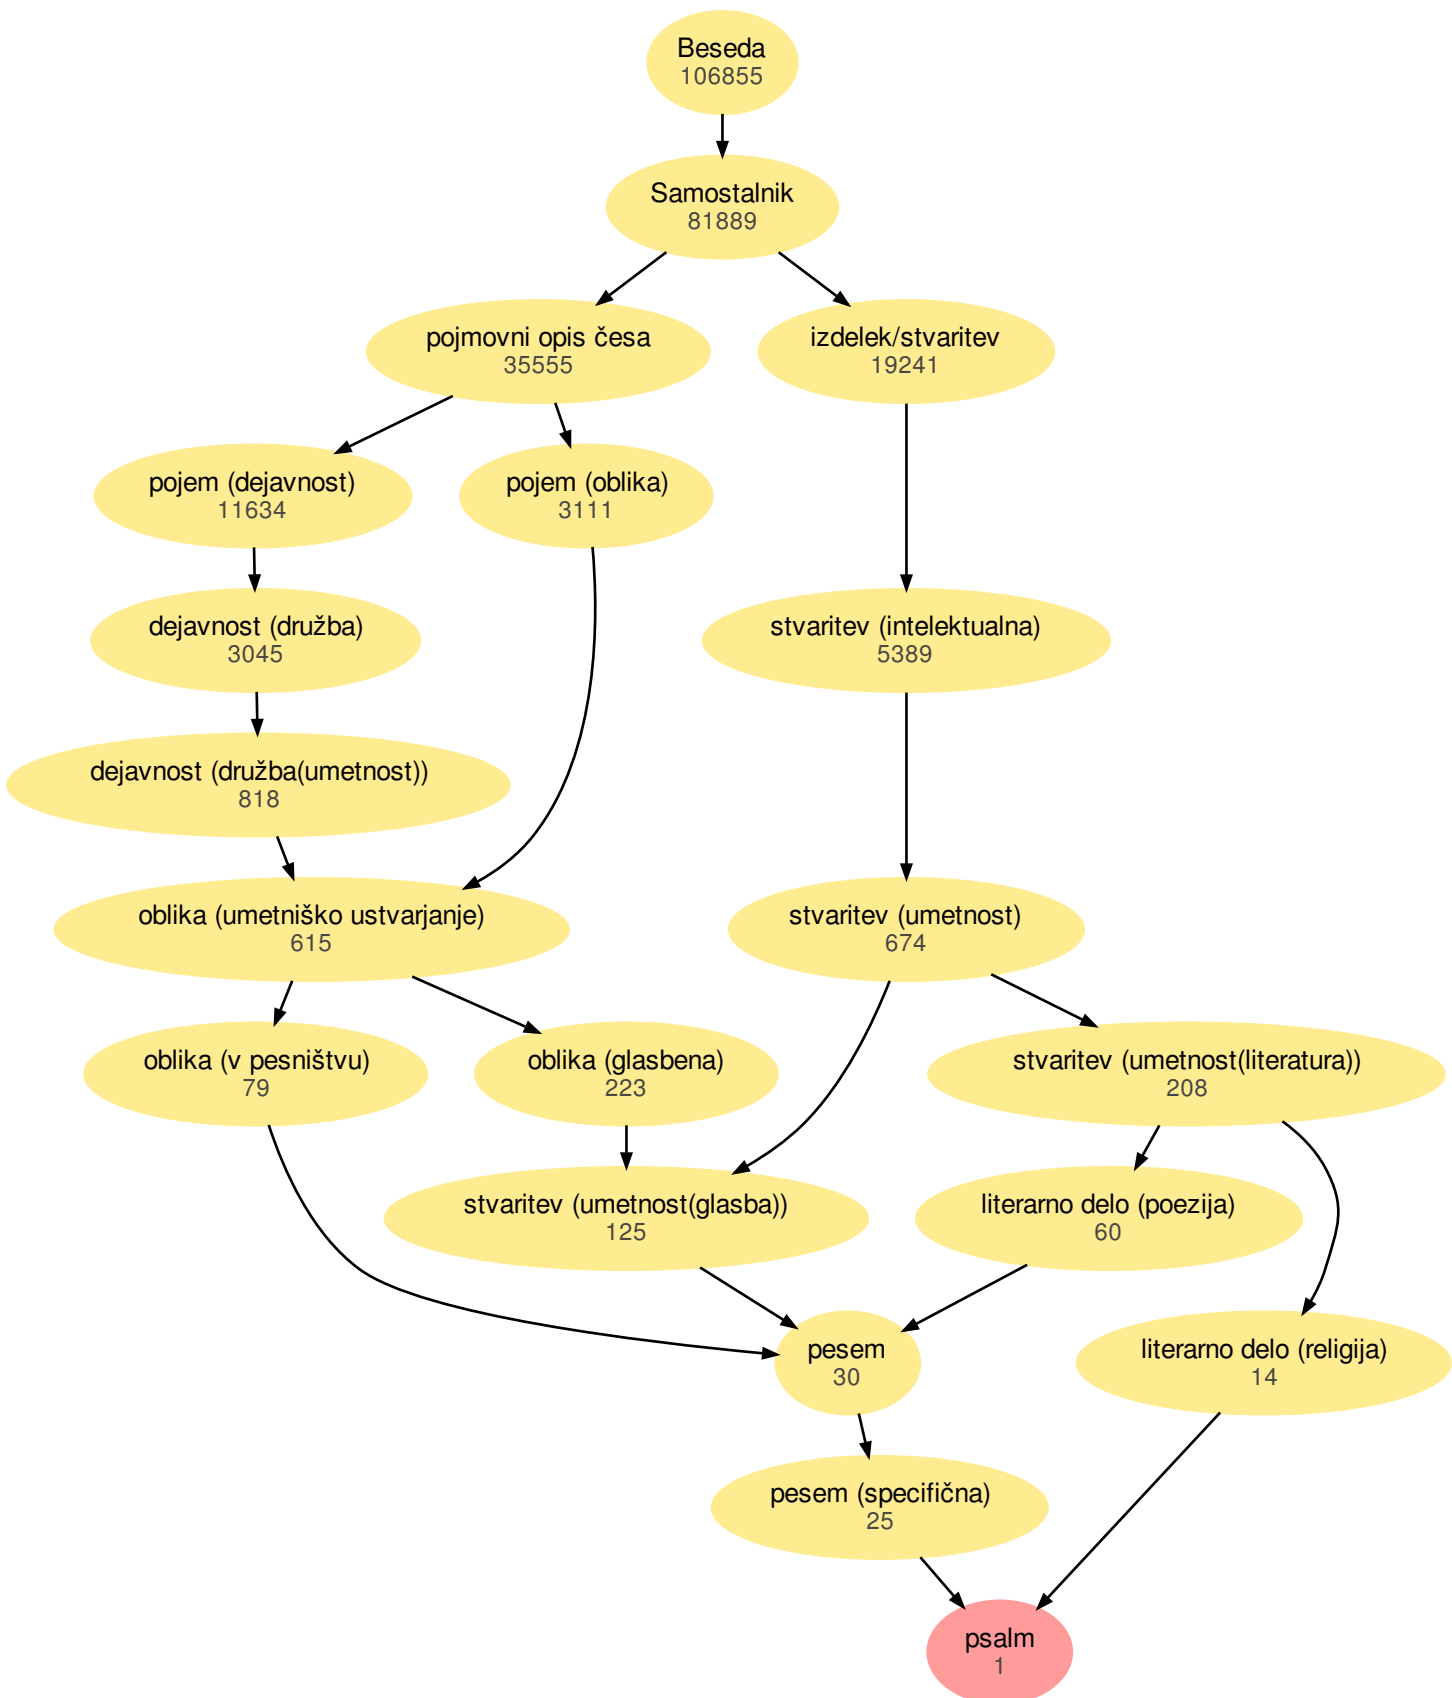 Beseda
106855
Samostalnik
81889
pojmovni opis česa
35555
izdelek/stvaritev
19241
pojem (dejavnost)
11634
pojem (oblika)
3111
dejavnost (družba)
3045
stvaritev (intelektualna)
5389
dejavnost (družba(umetnost))
818
oblika (umetniško ustvarjanje)
615
stvaritev (umetnost)
674
oblika (v pesništvu)
79
oblika (glasbena)
223
stvaritev (umetnost(literatura))
208
stvaritev (umetnost(glasba))
125
literarno delo (poezija)
60
pesem
30
literarno delo (religija)
14
pesem (specifična)
25
psalm
1